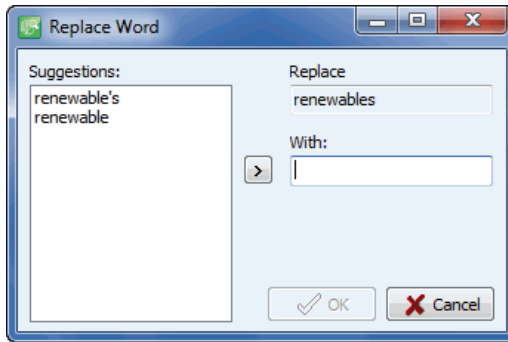 Replace Word
Suggestions:
renewable's
renewable
Replace
renewables
With:
>
OK
Cancel